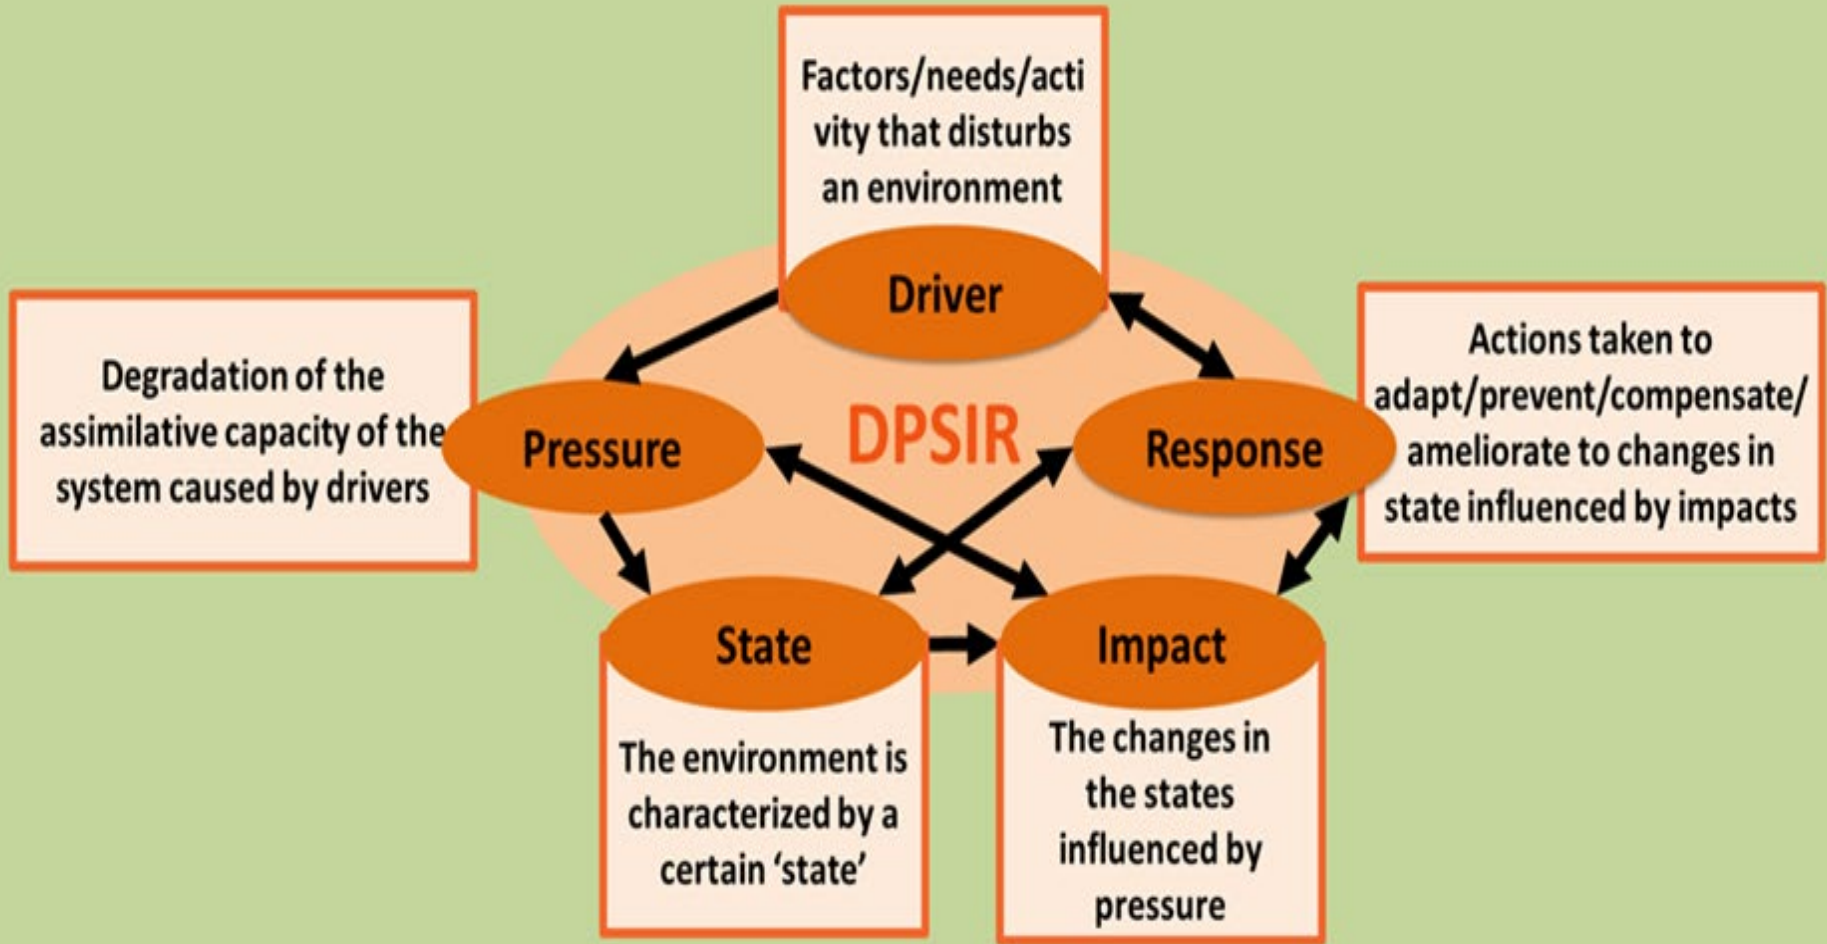 Factors/needs/acti
vity that disturbs
an environment
Driver
Degradation of the
assimilative capacity of the
system caused by drivers
Pressure
DPSIR
Response
Actions taken to
adapt/prevent/compensate/
ameliorate to changes in
state influenced by impacts
State
The environment is
characterized by a
certain ‘state’
Impact
The changes in
the states
influenced by
pressure